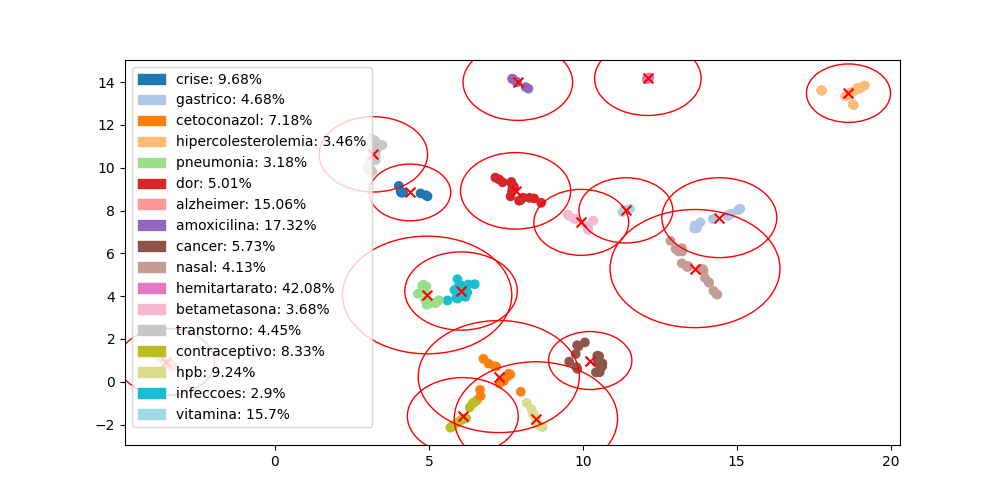 14
12
10
8
6
4
2
0
−2
crise: 9.68%
gastrico: 4.68%
cetoconazol: 7.18%
hipercolesterolemia: 3.46%
pneumonia: 3.18%
dor: 5.01%
alzheimer: 15.06%
amoxicilina: 17.32%
cancer: 5.73%
nasal: 4.13%
hemitartarato: 42.08%
betametasona: 3.68%
transtorno: 4.45%
contraceptivo: 8.33%
hpb: 9.24%
infeccoes: 2.9%
vitamina: 15.7%
0 5 10 15 20